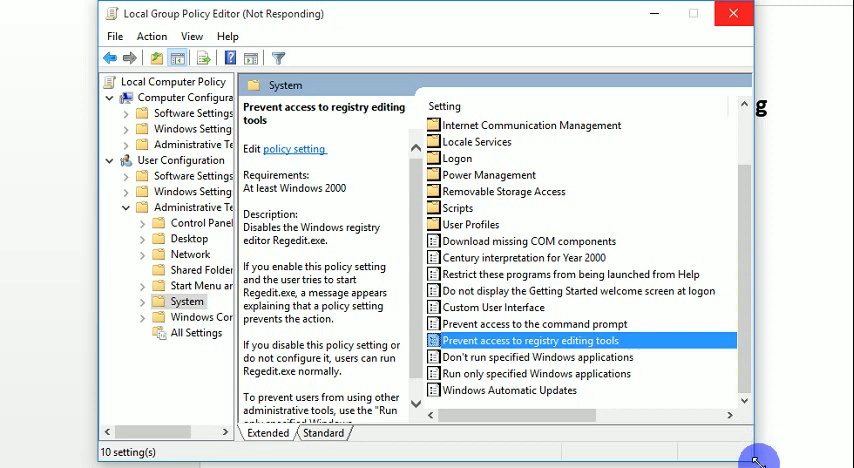 Local Group Policy Editor (Not Responding)
File Action View Help
Local Computer Policy
Computer Configura
Software Settings
Windows Setting
Administrative Te
User Configuration
Software Settings
Windows Setting
Administrative Te
Control Panel
Desktop
Network
Shared Folder
Start Menu ar
System
Windows Cor
All Settings
System
Prevent access to registry editing
tools
Edit policy setting
Requirements:
At least Windows 2000
Description:
Disables the Windows registry
editor Regedit.exe.
If you enable this policy setting
and the user tries to start
Regedit.exe, a message appears
explaining that a policy setting
prevents the action.
If you disable this policy setting or
do not configure it, users can run
Regedit.exe normally.
To prevent users from using other
administrative tools, use the "Run
only specified Windows
Setting
Internet Communication Management
Locale Services
Logon
Power Management
Removable Storage Access
Scripts
User Profiles
Download missing COM components
Century interpretation for Year 2000
Restrict these programs from being launched from Help
Do not display the Getting Started welcome screen at logon
Custom User Interface
Prevent access to the command prompt
Prevent access to registry editing tools
Don't run specified Windows applications
Run only specified Windows applications
Windows Automatic Updates
Extended Standard
10 setting(s)
g